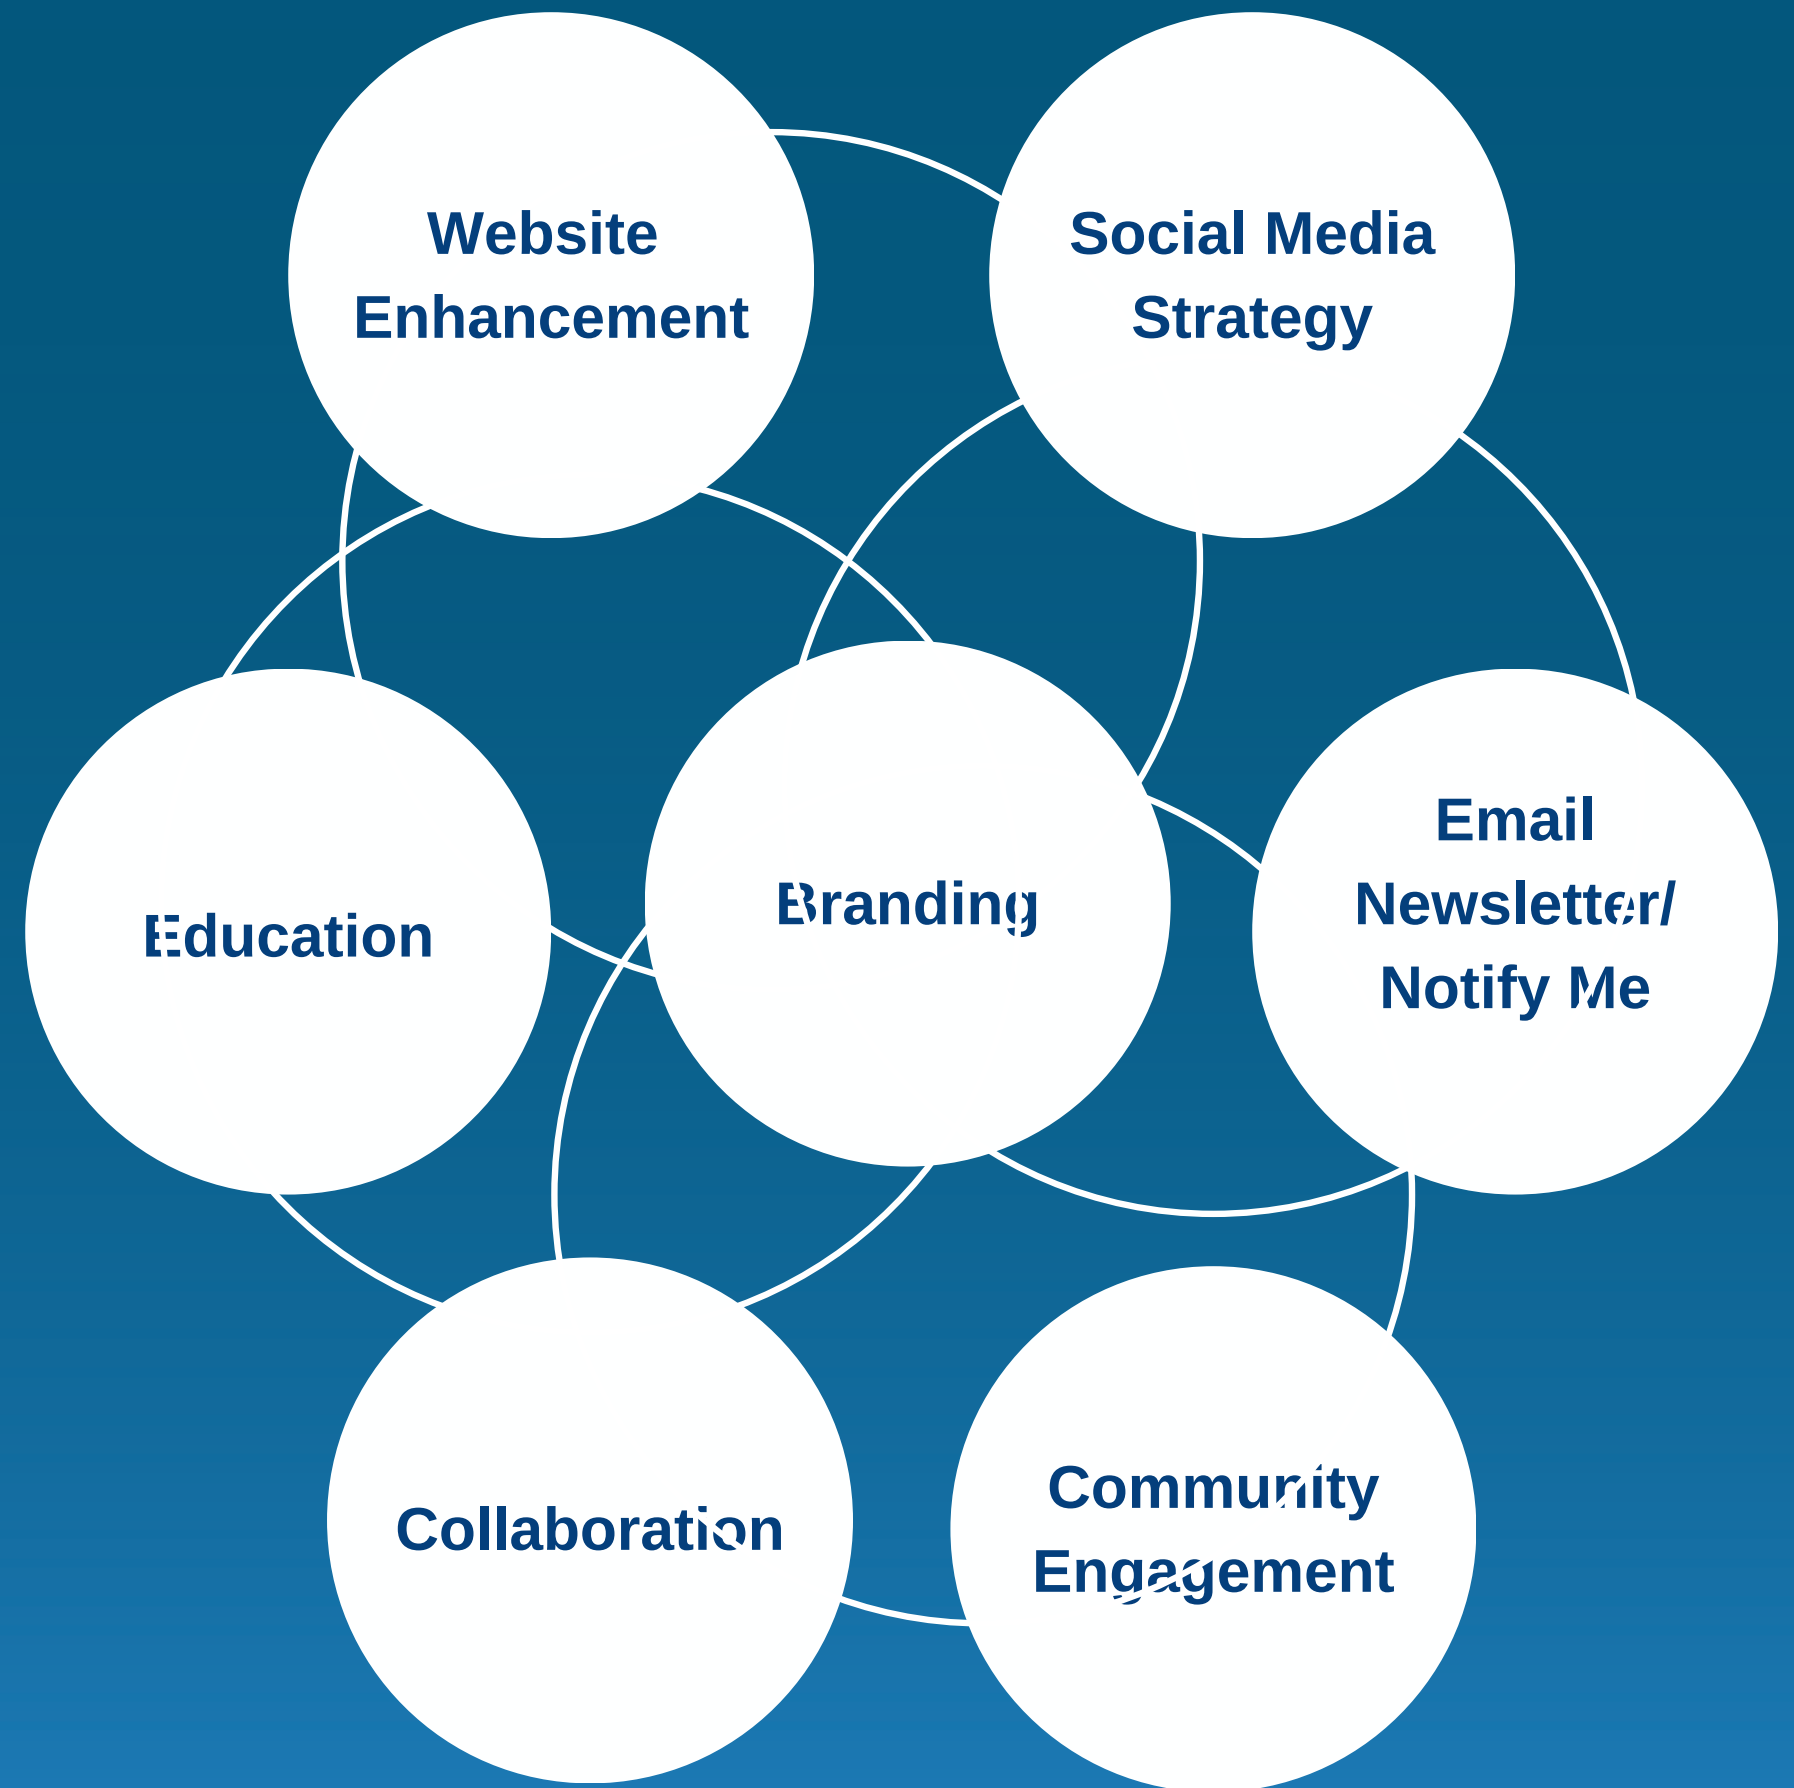 Website
Enhancement
Social Media
Strategy
Education
Branding
Email
Newsletter/
Notify Me
Collaboration
Community
Engagement